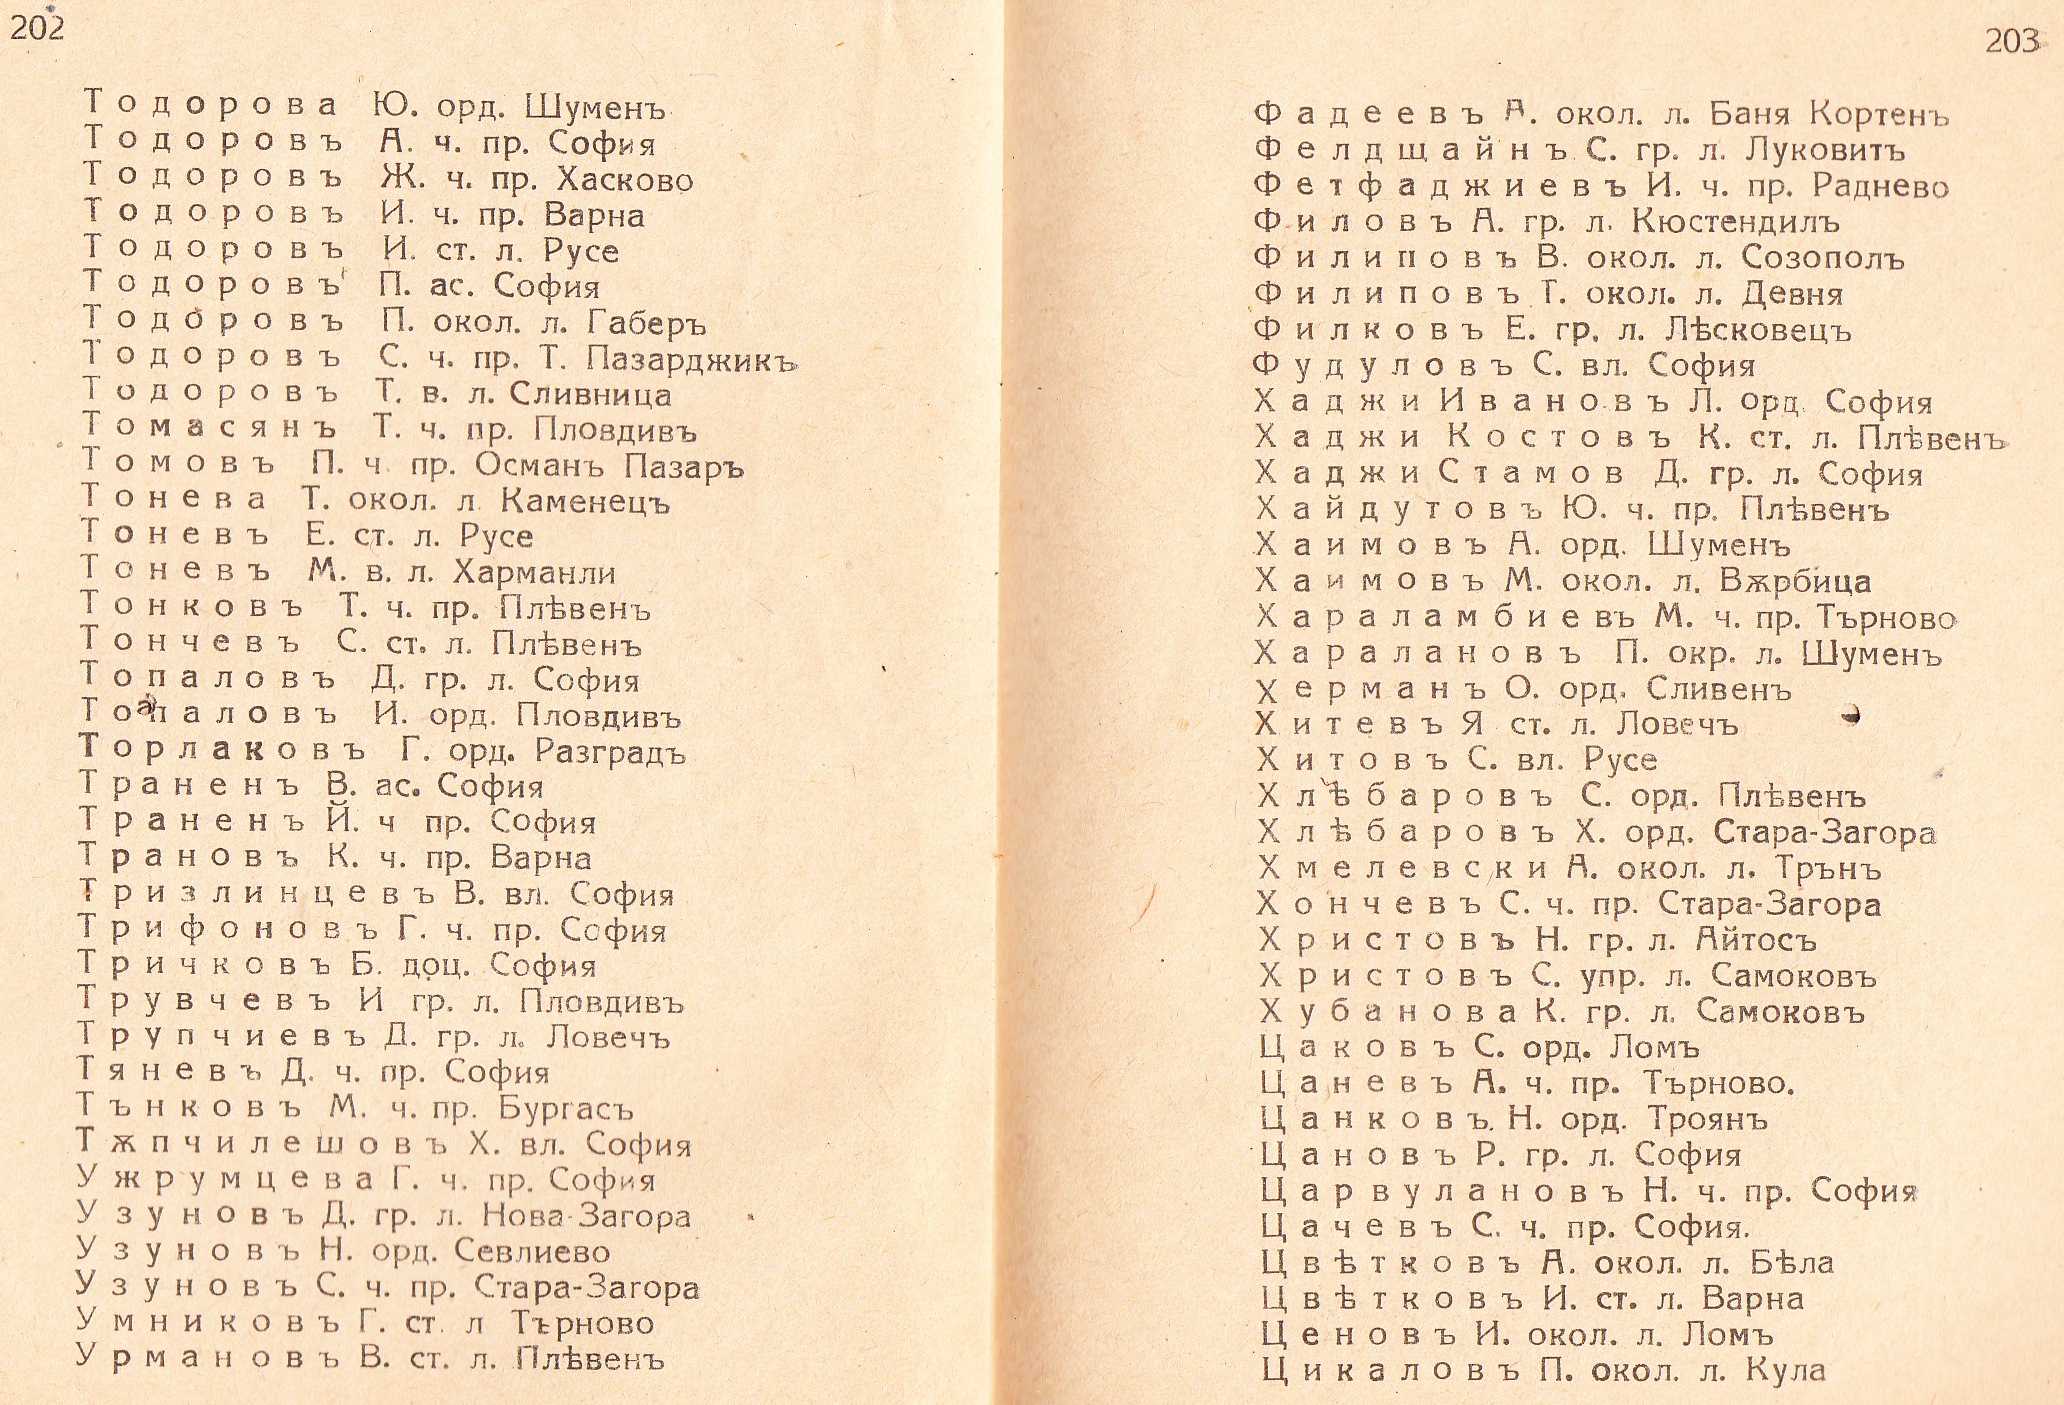 202
Тодорова Ю. орд. Шуменъ
Тодоровъ А. ч. пр. София
Тодоровъ Ж. ч. пр. Хасково
Тодоровъ И. ч. пр. Варна
Тодоровъ И. ст. л. Русе
Тодоровъ П. ас. София
Тодоровъ П. окол. л. Габеръ
Тодоровъ С. ч. пр. Т. Пазарджикъ
Тодоровъ Т. в. л. Сливница
Томасянъ Т. ч. пр. Пловдивъ
Томовъ П. ч. пр. Османъ Пазаръ
Тонева Т. окол. л. Каменецъ
Тоневъ Е. ст. л. Русе
Тоневъ М. в. л. Харманли
Тонковъ Т. ч. пр. Плѣвенъ
Тончевъ С. ст. л. Плѣвенъ
Топаловъ Д. гр. л. София
Топаловъ И. орд. Пловдивъ
Торлаковъ Г. орд. Разградъ
Траненъ В. ас. София
Траненъ Й. ч пр. София
Трановъ К. ч. пр. Варна
Тризлинцевъ В. вл. София
Трифоновъ Г. ч. пр. София
Тричковъ Б. доц. София
Трувчевъ И гр. л. Пловдивъ
Трупчиевъ Д. гр. л. Ловечъ
Тяневъ Д. ч. пр. София
Тънковъ М. ч. пр. Бургасъ
Тѫпчилешовъ Х. вл. София
Ужрумцева Г. ч. пр. София
Узуновъ Д. гр. л. Нова-Загора
Узуновъ Н. орд. Севлиево
Узуновъ С. ч. пр. Стара-Загора
Умниковъ Г. ст. л Търново
Урмановъ В. ст. л. Плѣвенъ
203
Фадеевъ А. окол. л. Баня Кортенъ
Фелдщайнъ С. гр. л. Луковитъ
Фетфаджиевъ И. ч. пр. Раднево
Филовъ А. гр. л. Кюстендилъ
Филиповъ В. окол. л. Созополъ
Филиповъ Т. окол. л. Девня
Филковъ Е. гр. л. Лѣсковецъ
Фудуловъ С. вл. София
Хаджи Ивановъ Л. орд. София
Хаджи Костовъ К. ст. л. Плѣвенъ
Хаджи Стамов Д. гр. л. София
Хайдутовъ Ю. ч. пр. Плѣвенъ
Хаимовъ А. орд. Шуменъ
Хаимовъ М. окол. л. Вѫрбица
Хараламбиевъ М. ч. пр. Търново
Харалановъ П. окр. л. Шуменъ
Херманъ О. орд. Сливенъ
Хитевъ Я ст. л. Ловечъ
Хитовъ С. вл. Русе
Хлѣбаровъ С. орд. Плѣвенъ
Хлѣбаровъ Х. орд. Стара-Загора
Хмелевски А. окол. л. Трънъ
Хончевъ С. ч. пр. Стара-Загора
Христовъ Н. гр. л. Айтосъ
Христовъ С. упр. л. Самоковъ
Хубанова К. гр. л. Самоковъ
Цаковъ С. орд. Ломъ
Цаневъ А. ч. пр. Търново.
Цанковъ Н. орд. Троянъ
Цановъ Р. гр. л. София
Царвулановъ Н. ч. пр. София
Цачевъ С. ч. пр. София.
Цвѣтковъ А. окол. л. Бѣла
Цвѣтковъ И. ст. л. Варна
Ценовъ И. окол. л. Ломъ
Цикаловъ П. окол. л. Кула